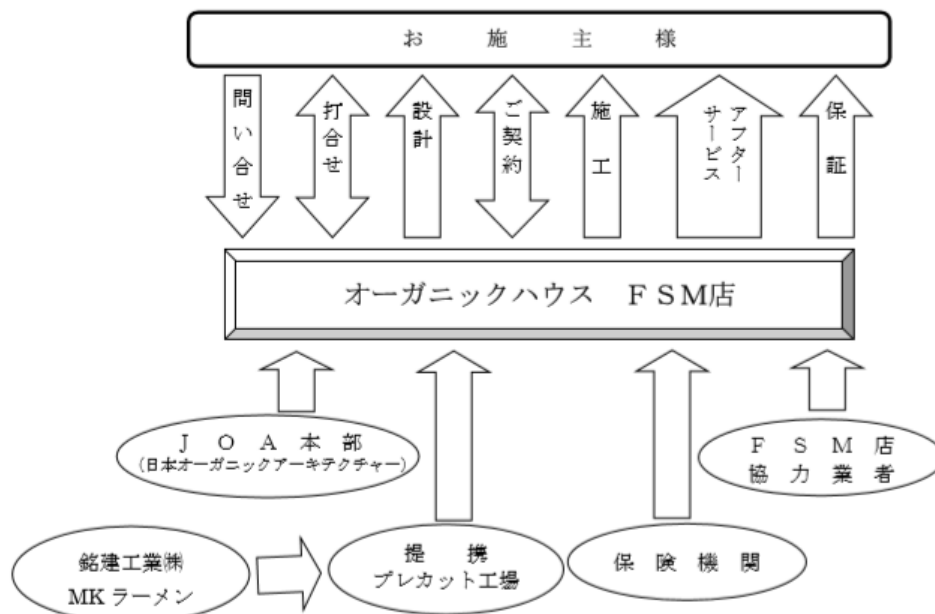 お施主様
問い合せ
打合せ
設計
ご契約
施工
アフター
サービス
保証
オーガニックハウス ＦＳＭ店
ＪＯＡ本部
(日本オーガニックアーキテクチャー)
ＦＳＭ店
協力業者
銘建工業㈱
MKラーメン
提携
プレカット工場
保険機関